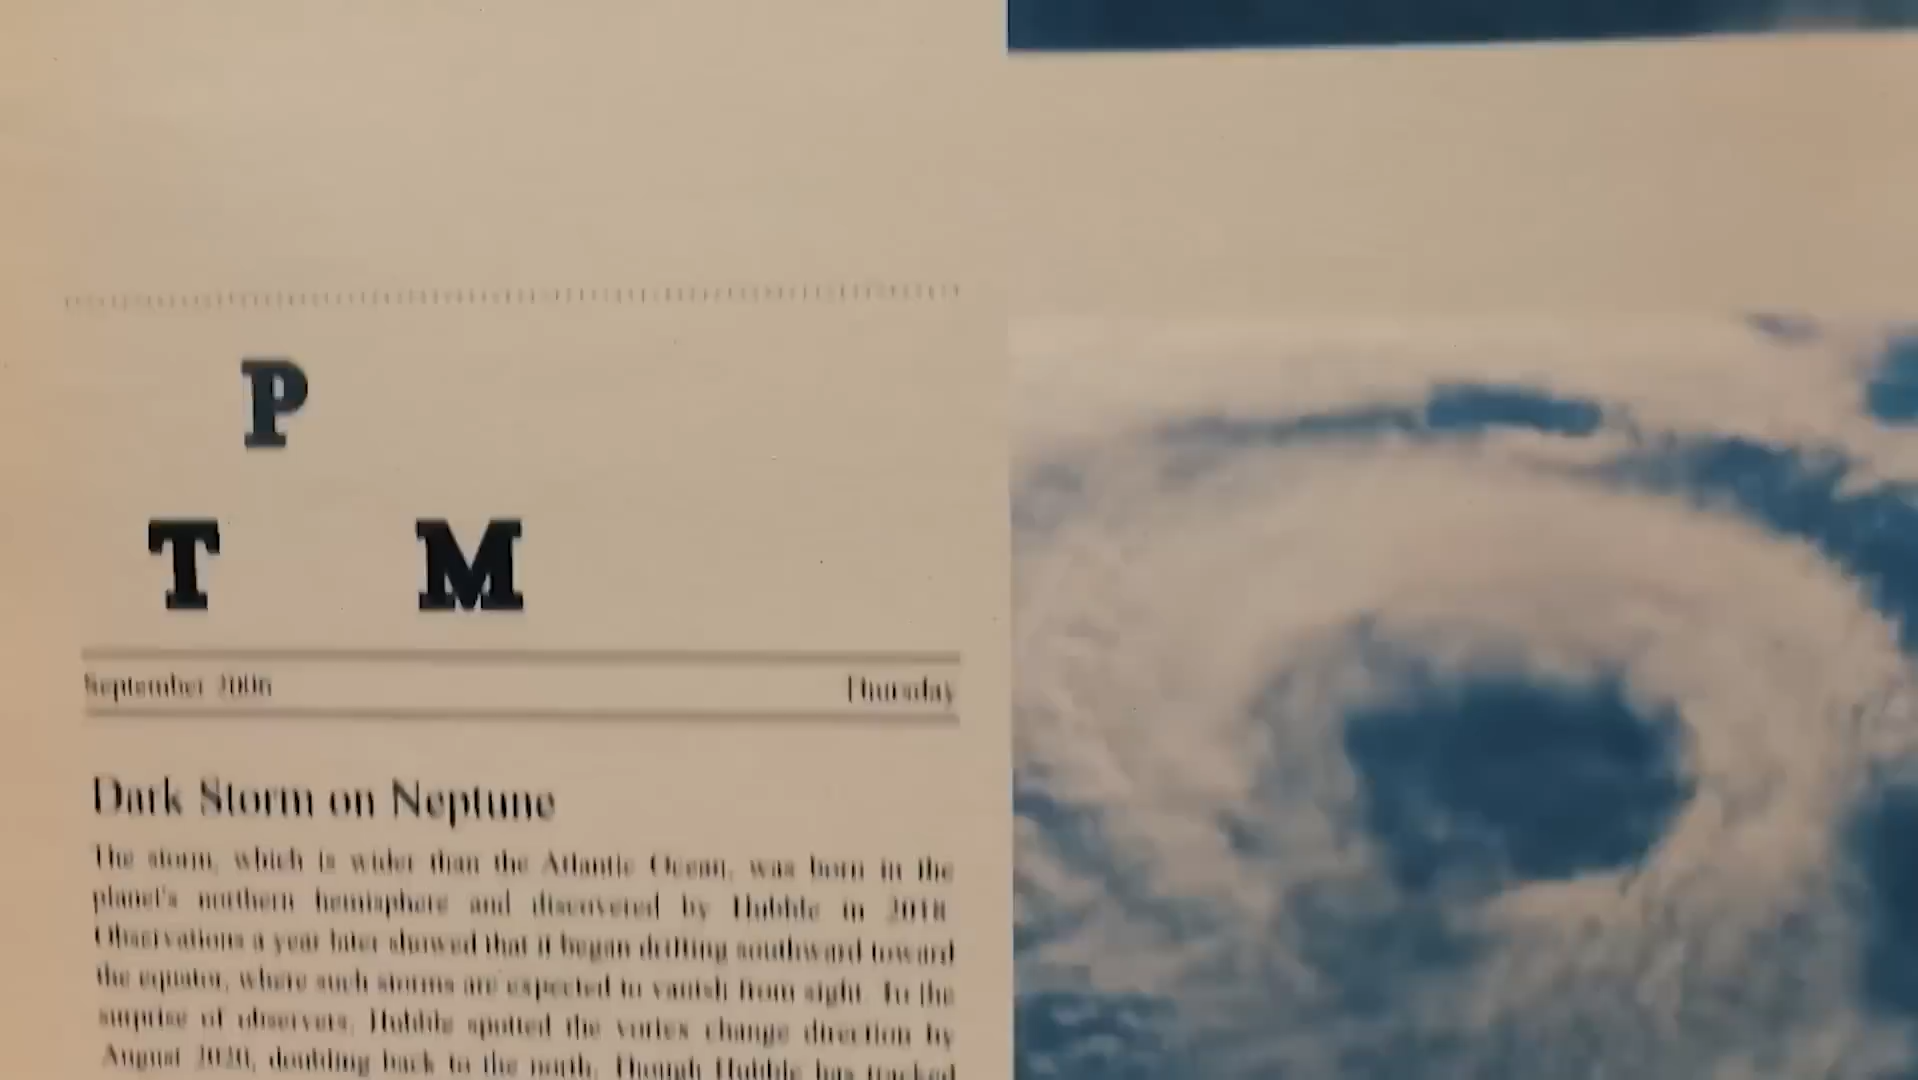 P
T M
September 2006
Thursday
Dark Storm on Neptune
The storm, which is wider than the Atlantic Ocean, was born in the
planet's northern hemisphere and discovered by Hubble in 2018.
Observations a year later showed that it began drifting southward toward
the equator, where such storms are expected to vanish from sight. To the
surprise of observers, Hubble spotted the vortex change direction by
August 2020, doubling back to the north. Though Hubble has tracked